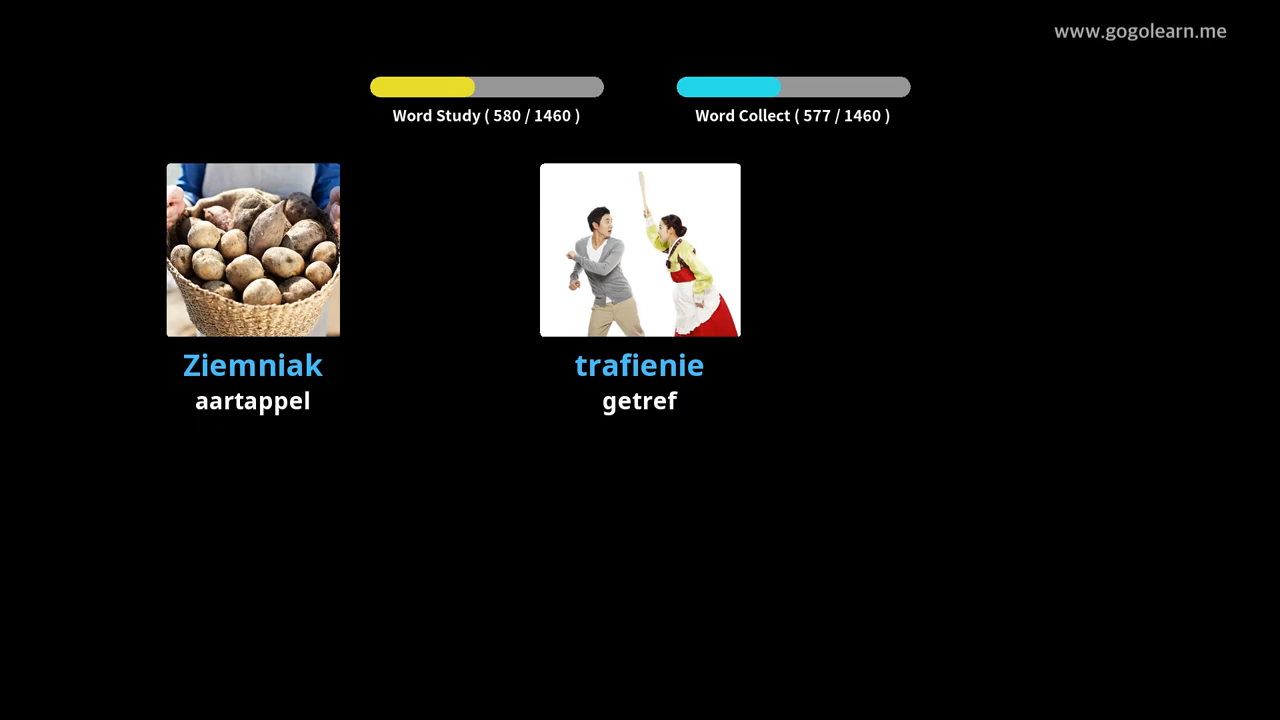 www.gogolearn.me
Word Study ( 580 / 1460 )
Word Collect ( 577 / 1460 )
Ziemniak
aartappel
trafienie
getref